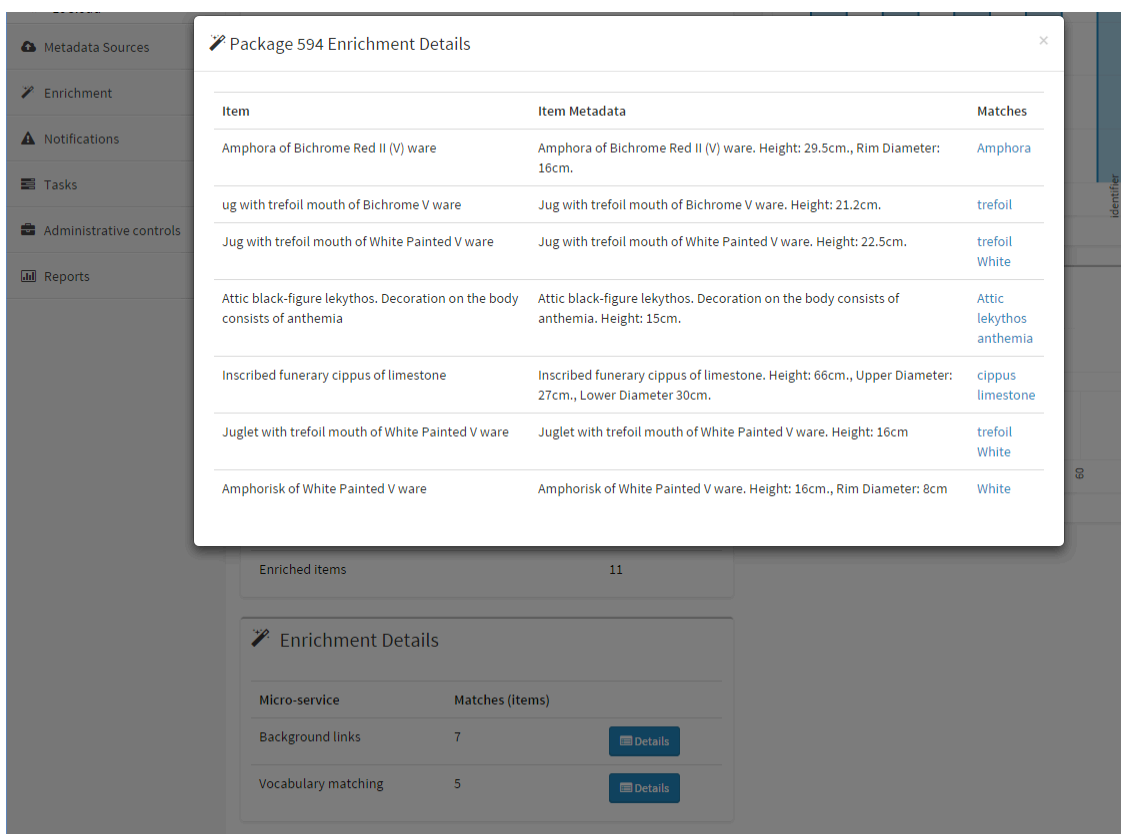 Metadata Sources
Enrichment
Notifications
Tasks
Administrative controls
Reports
Package 594 Enrichment Details
×
Item Item Metadata Matches
Amphora of Bichrome Red II (V) ware Amphora of Bichrome Red II (V) ware. Height: 29.5cm., Rim Diameter: Amphora
16cm.
ug with trefoil mouth of Bichrome V ware Jug with trefoil mouth of Bichrome V ware. Height: 21.2cm. trefoil
Jug with trefoil mouth of White Painted V ware Jug with trefoil mouth of White Painted V ware. Height: 22.5cm. trefoil
White
Attic black-figure lekythos. Decoration on the body Attic black-figure lekythos. Decoration on the body consists of Attic
consists of anthemia anthemia. Height: 15cm. lekythos
anthemia
Inscribed funerary cippus of limestone Inscribed funerary cippus of limestone. Height: 66cm., Upper Diameter: cippus
27cm., Lower Diameter 30cm. limestone
Juglet with trefoil mouth of White Painted V ware Juglet with trefoil mouth of White Painted V ware. Height: 16cm trefoil
White
Amphorisk of White Painted V ware Amphorisk of White Painted V ware. Height: 16cm., Rim Diameter: 8cm White
identifier
60
Enriched items 11
Enrichment Details
Micro-service Matches (items)
Background links 7 Details
Vocabulary matching 5 Details